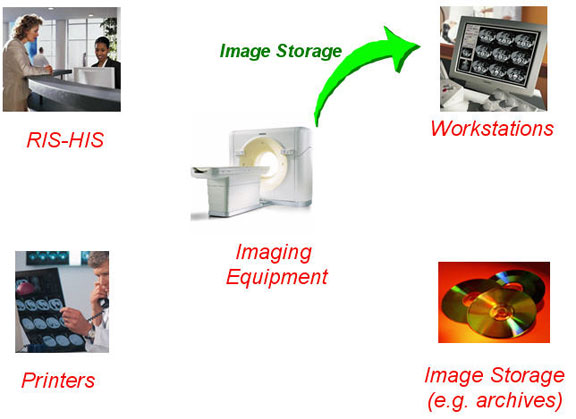 Image Storage
RIS-HIS
Workstations
Imaging
Equipment
Printers
Image Storage
(e.g. archives)